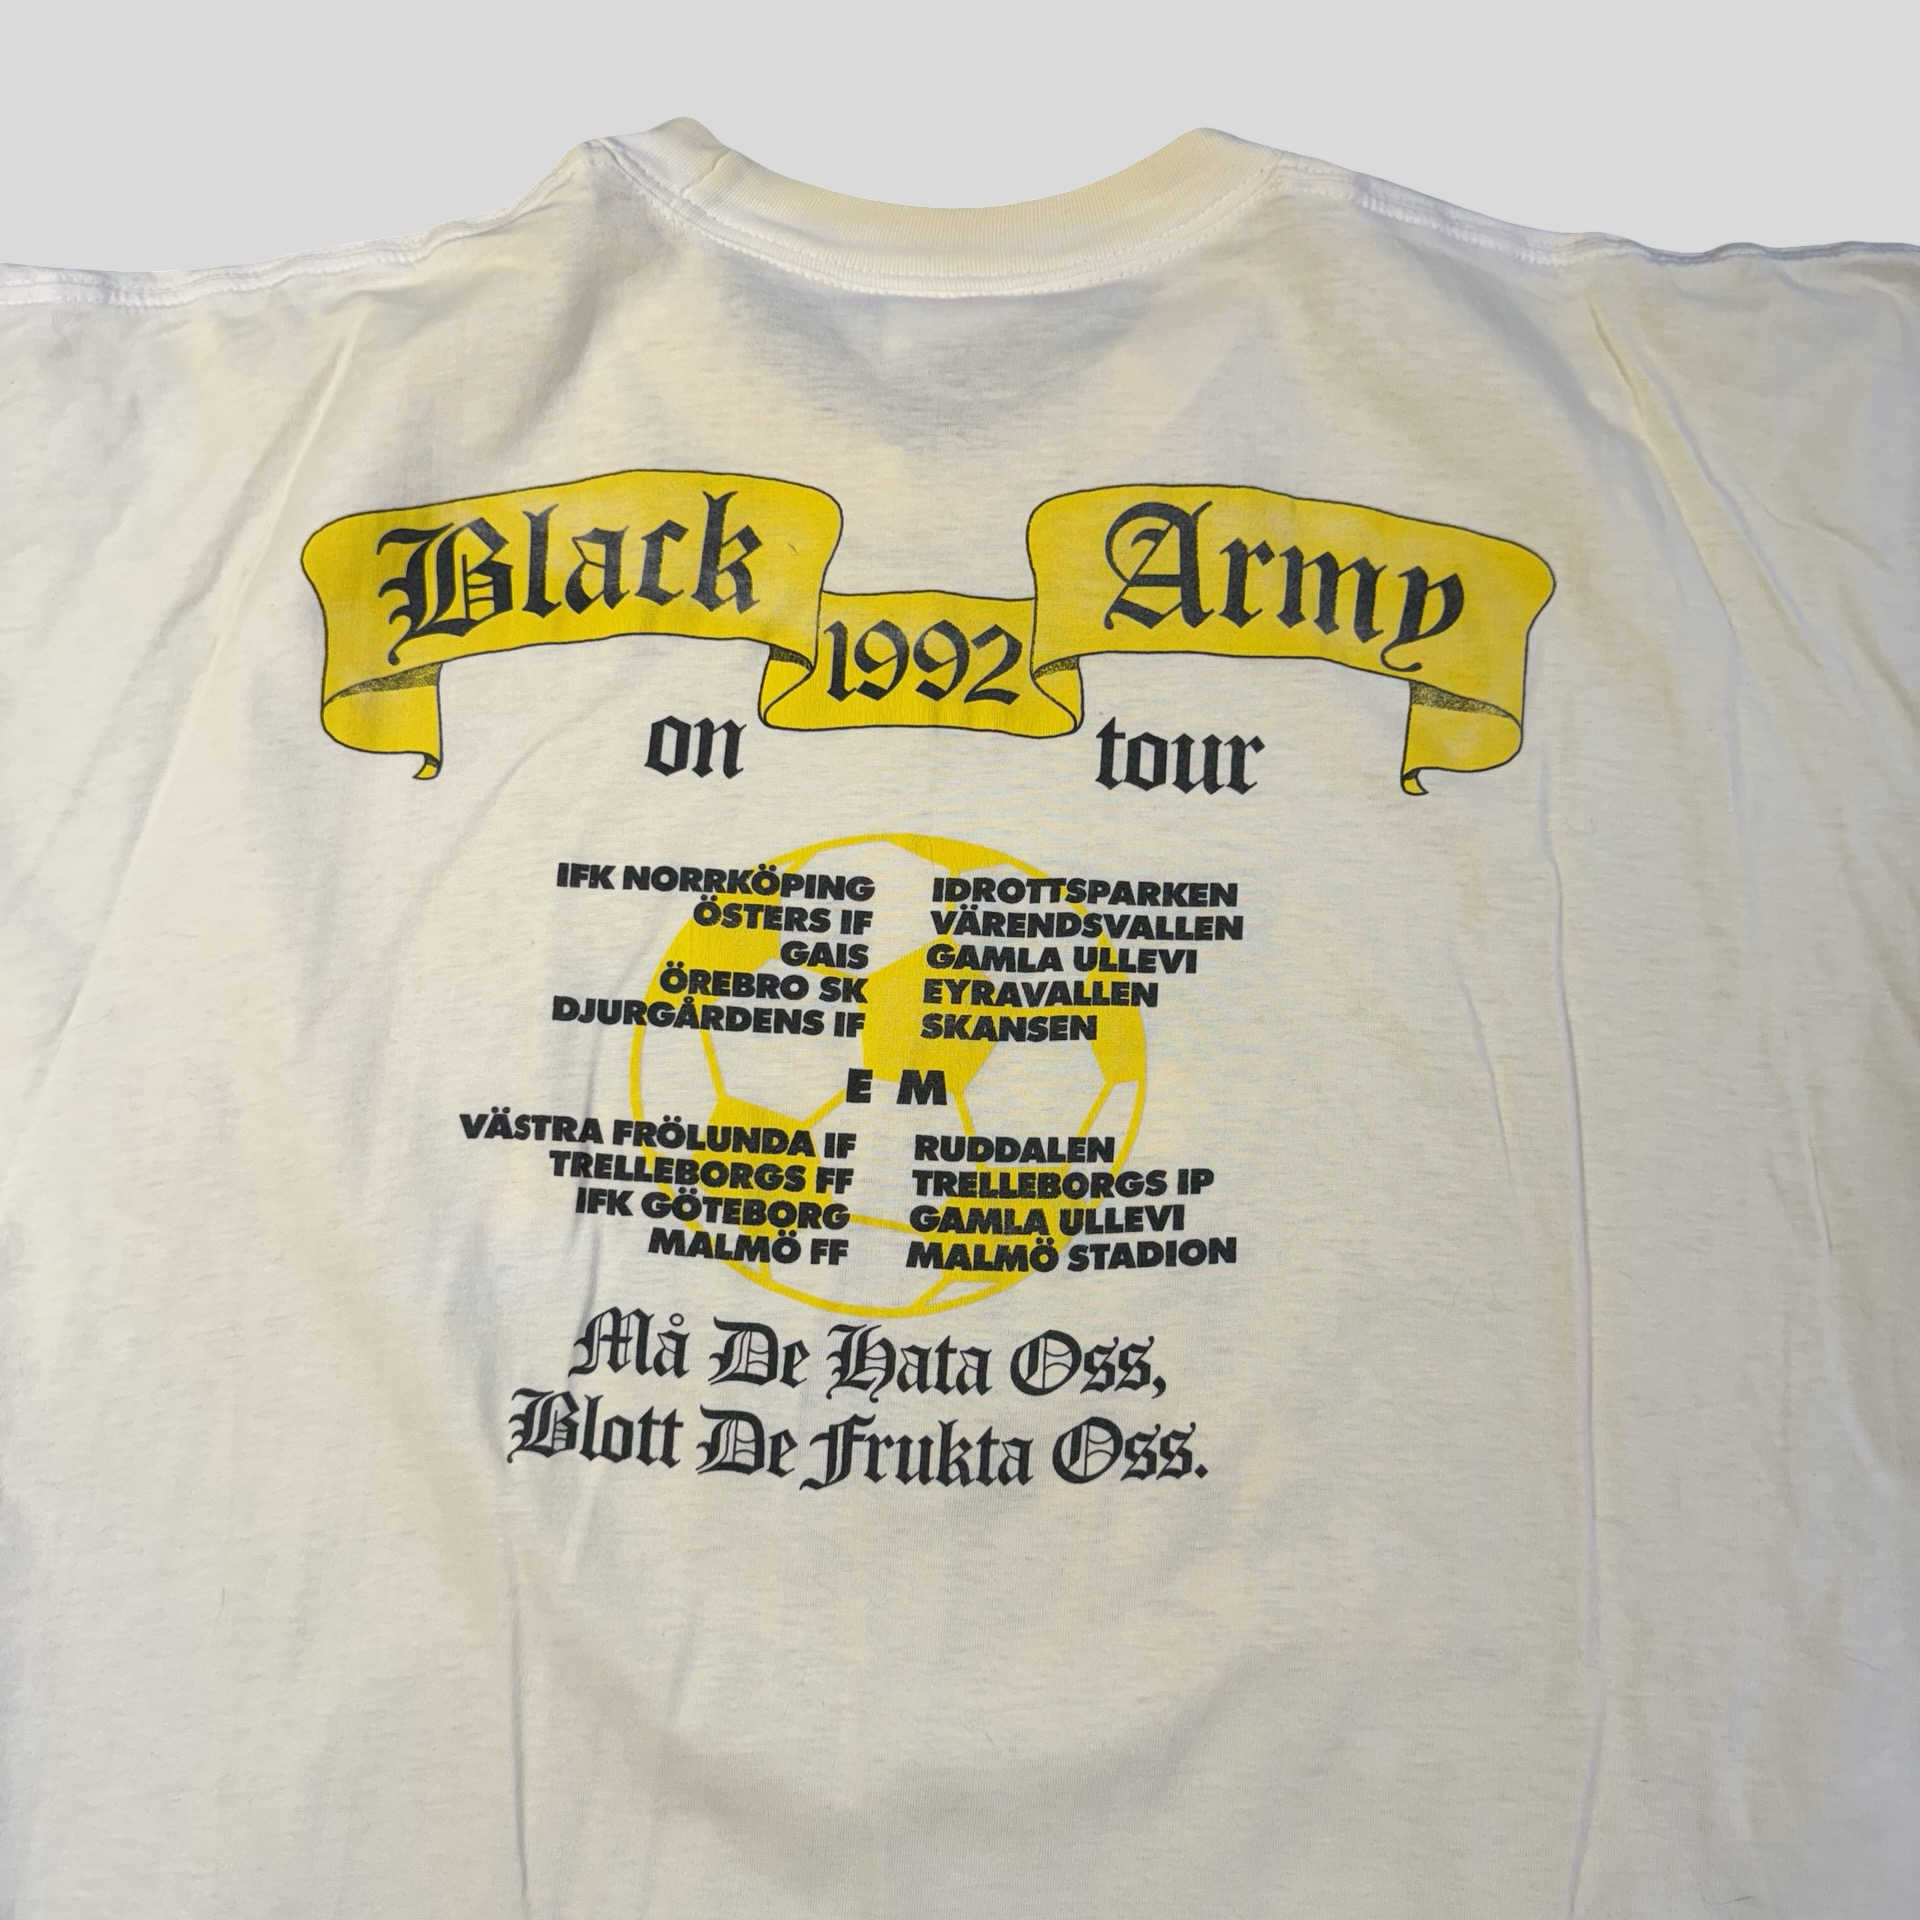 Black Army
1992
on tour
IFK NORRKÖPING IDROTTSPARKEN
ÖSTERS IF VÄRENDSVALLEN
GAIS GAMLA ULLEVI
ÖREBRO SK EYRAVALLEN
DJURGÅRDENS IF SKANSEN
E M
VÄSTRA FRÖLUNDA IF RUDDALEN
TRELLEBORGS FF TRELLEBORGS IP
IFK GÖTEBORG GAMLA ULLEVI
MALMÖ FF MALMÖ STADION
Må De Hata Oss,
Blott De Frukta Oss.